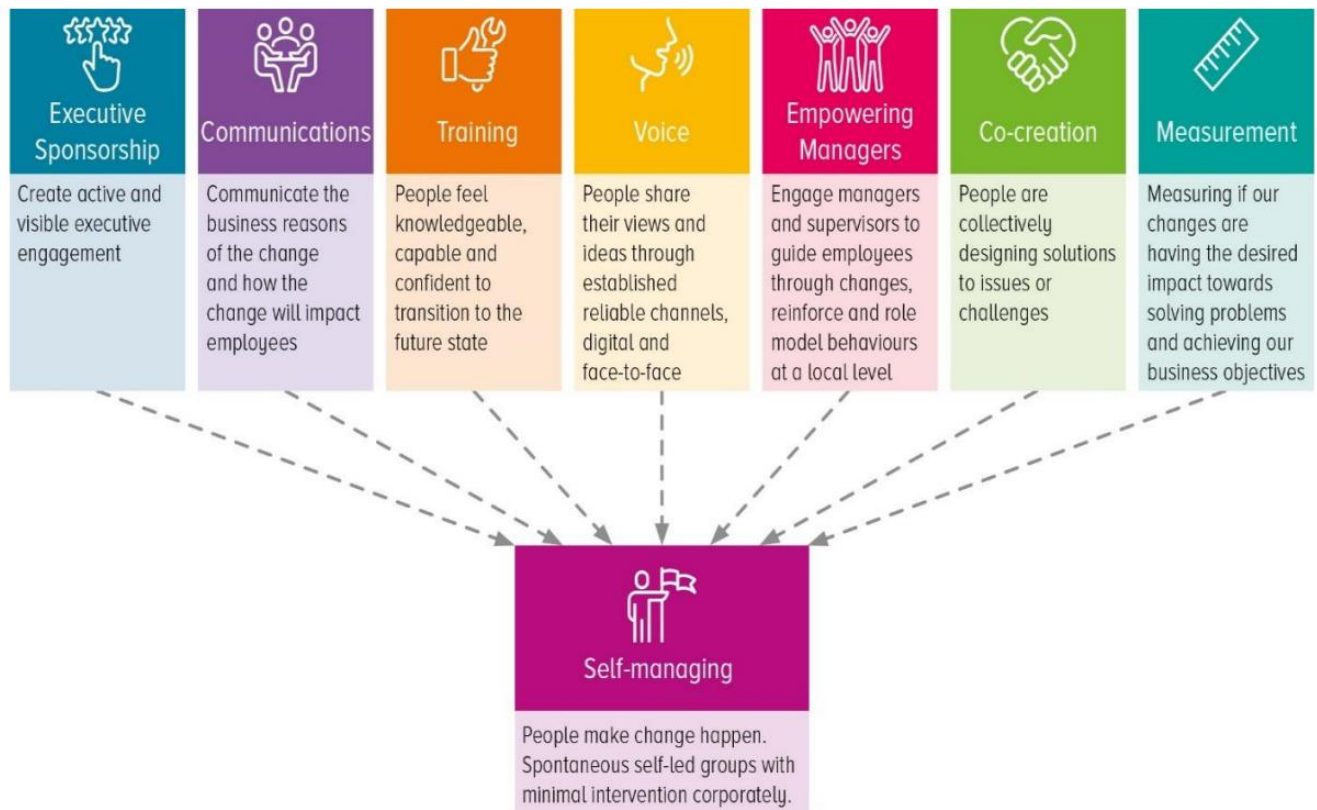 Executive
Sponsorship
Create active and
visible executive
engagement
Communications
Communicate the
business reasons
of the change
and how the
change will impact
employees
Training
People feel
knowledgeable,
capable and
confident to
transition to the
future state
Voice
People share
their views and
ideas through
established
reliable channels,
digital and
face-to-face
Empowering
Managers
Engage managers
and supervisors to
guide employees
through changes,
reinforce and role
model behaviours
at a local level
Co-creation
People are
collectively
designing solutions
to issues or
challenges
Measurement
Measuring if our
changes are
having the desired
impact towards
solving problems
and achieving our
business objectives
Self-managing
People make change happen.
Spontaneous self-led groups with
minimal intervention corporately.